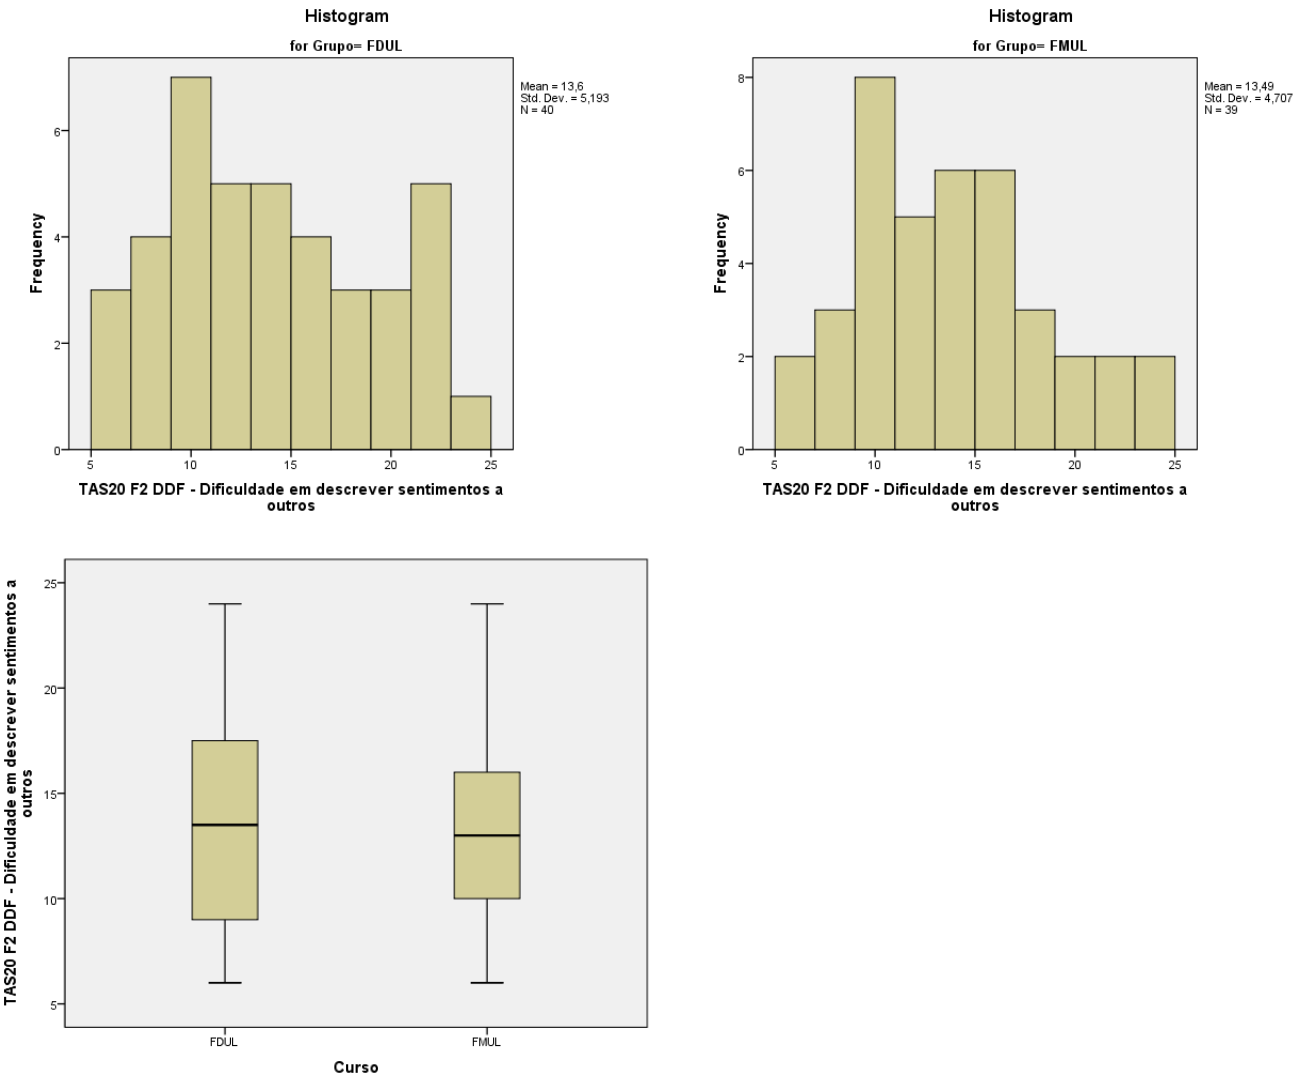 Histogram
for Grupo= FDUL
Mean = 13,6
Std. Dev. = 5,193
N = 40
Frequency
6
4
2
0
5 10 15 20 25
TAS20 F2 DDF - Dificuldade em descrever sentimentos a
outros
Histogram
for Grupo= FMUL
Mean = 13,49
Std. Dev. = 4,707
N = 39
Frequency
8
6
4
2
0
5 10 15 20 25
TAS20 F2 DDF - Dificuldade em descrever sentimentos a
outros
TAS20 F2 DDF - Dificuldade em descrever sentimentos a
outros
25
20
15
10
5
FDUL FMUL
Curso